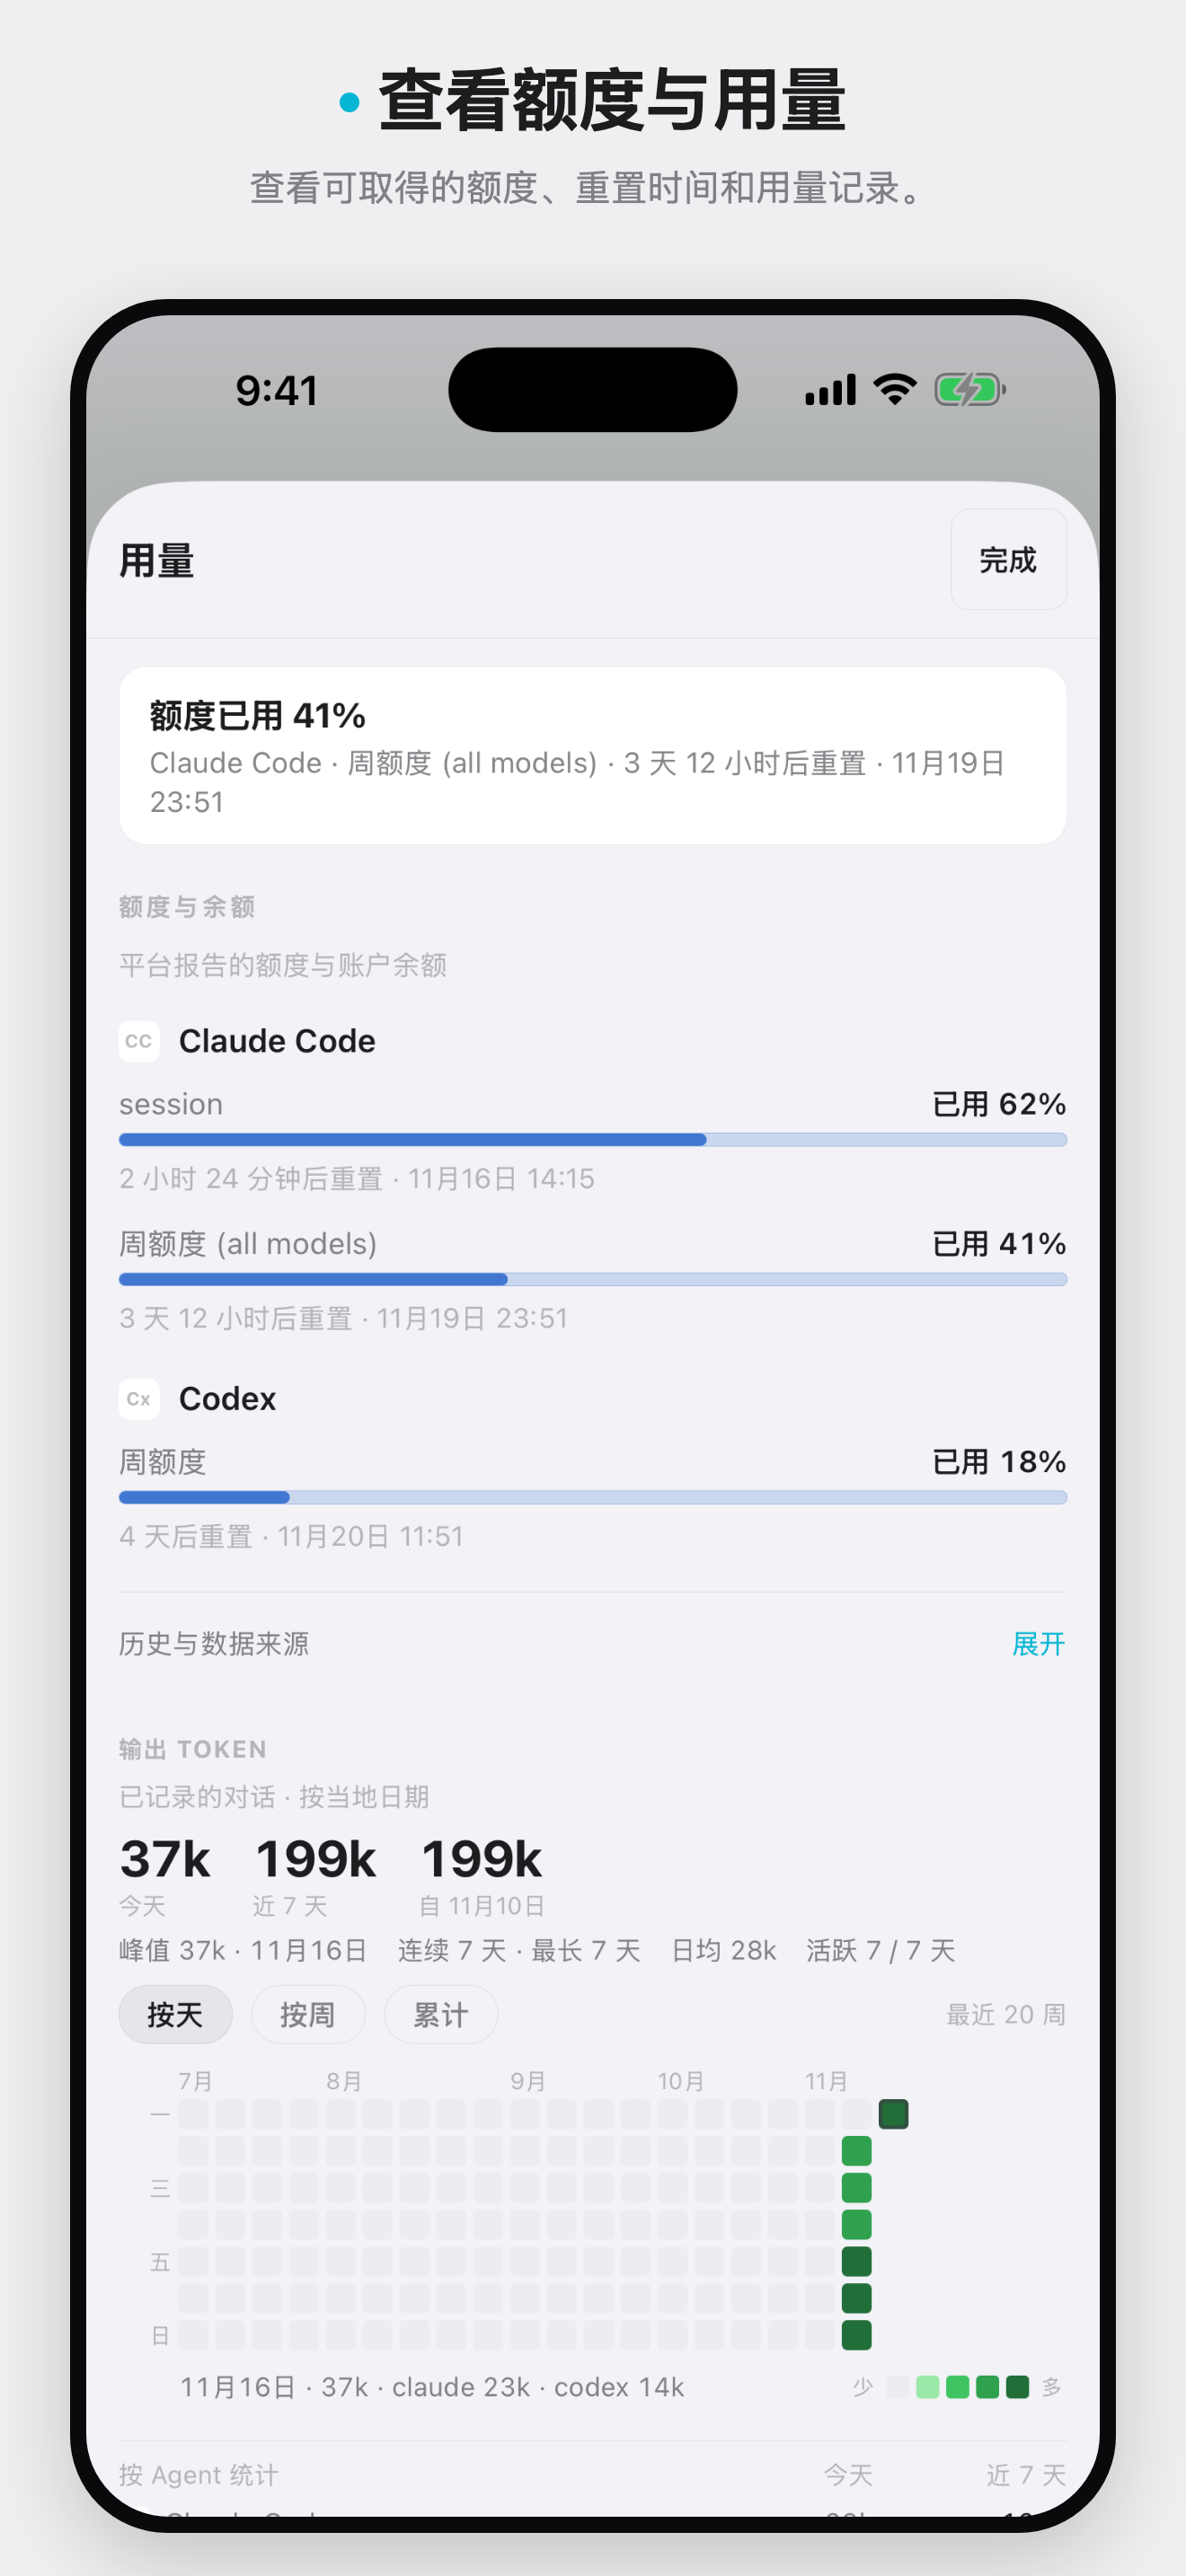 查看额度与用量
查看可取得的额度、重置时间和用量记录。
9:41
用量
完成
额度已用 41%
Claude Code · 周额度 (all models) · 3 天 12 小时后重置 · 11月19日
23:51
额度与余额
平台报告的额度与账户余额
CC Claude Code
session 已用 62%
2 小时 24 分钟后重置 · 11月16日 14:15
周额度 (all models) 已用 41%
3 天 12 小时后重置 · 11月19日 23:51
Cx Codex
周额度 已用 18%
4 天后重置 · 11月20日 11:51
历史与数据来源 展开
输出 TOKEN
已记录的对话 · 按当地日期
37k 199k 199k
今天 近 7 天 自 11月10日
峰值 37k · 11月16日 连续 7 天 · 最长 7 天 日均 28k 活跃 7 / 7 天
按天 按周 累计 最近 20 周
7月 8月 9月 10月 11月
一
三
五
日
11月16日 · 37k · claude 23k · codex 14k 少 多
按 Agent 统计 今天 近 7 天